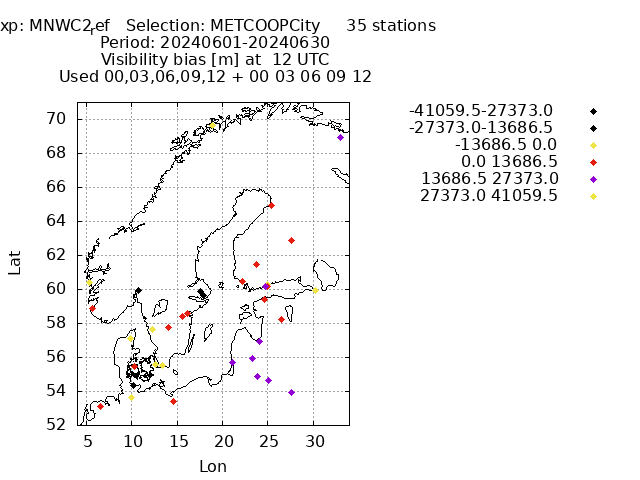 xp: MNWC2ref   Selection: METCOOPCity     35 stations
Period: 20240601-20240630
Visibility bias [m] at  12 UTC
Used 00,03,06,09,12 + 00 03 06 09 12
-41059.5-27373.0
-27373.0-13686.5
-13686.5 0.0
0.0 13686.5
13686.5 27373.0
27373.0 41059.5
70
68
66
64
62
60
58
56
54
52
Lat
5 10 15 20 25 30
Lon